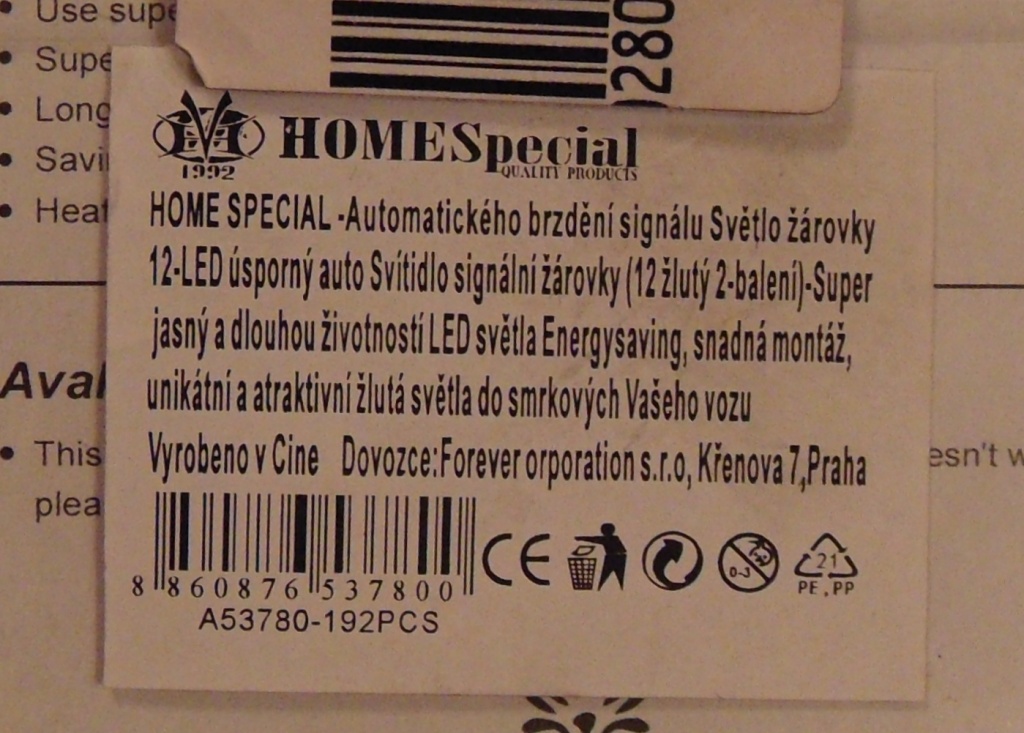 Use supe
Supe
Long
Savi
Heat
280
1992
HOMESpecial
QUALITY PRODUCTS
HOME SPECIAL -Automatického brzdění signálu Světlo žárovky
12-LED úsporný auto Svítidlo signální žárovky (12 žlutý 2-balení)-Super
jasný a dlouhou životností LED světla Energysaving, snadná montáž,
unikátní a atraktivní žlutá světla do smrkových Vašeho vozu
Vyrobeno v Cine Dovozce:Forever orporation s.r.o, Křenova 7,Praha
Aval
This
esn't w
plea
8 860876 537800
A53780-192PCS
CE
0-3
21
PE,PP